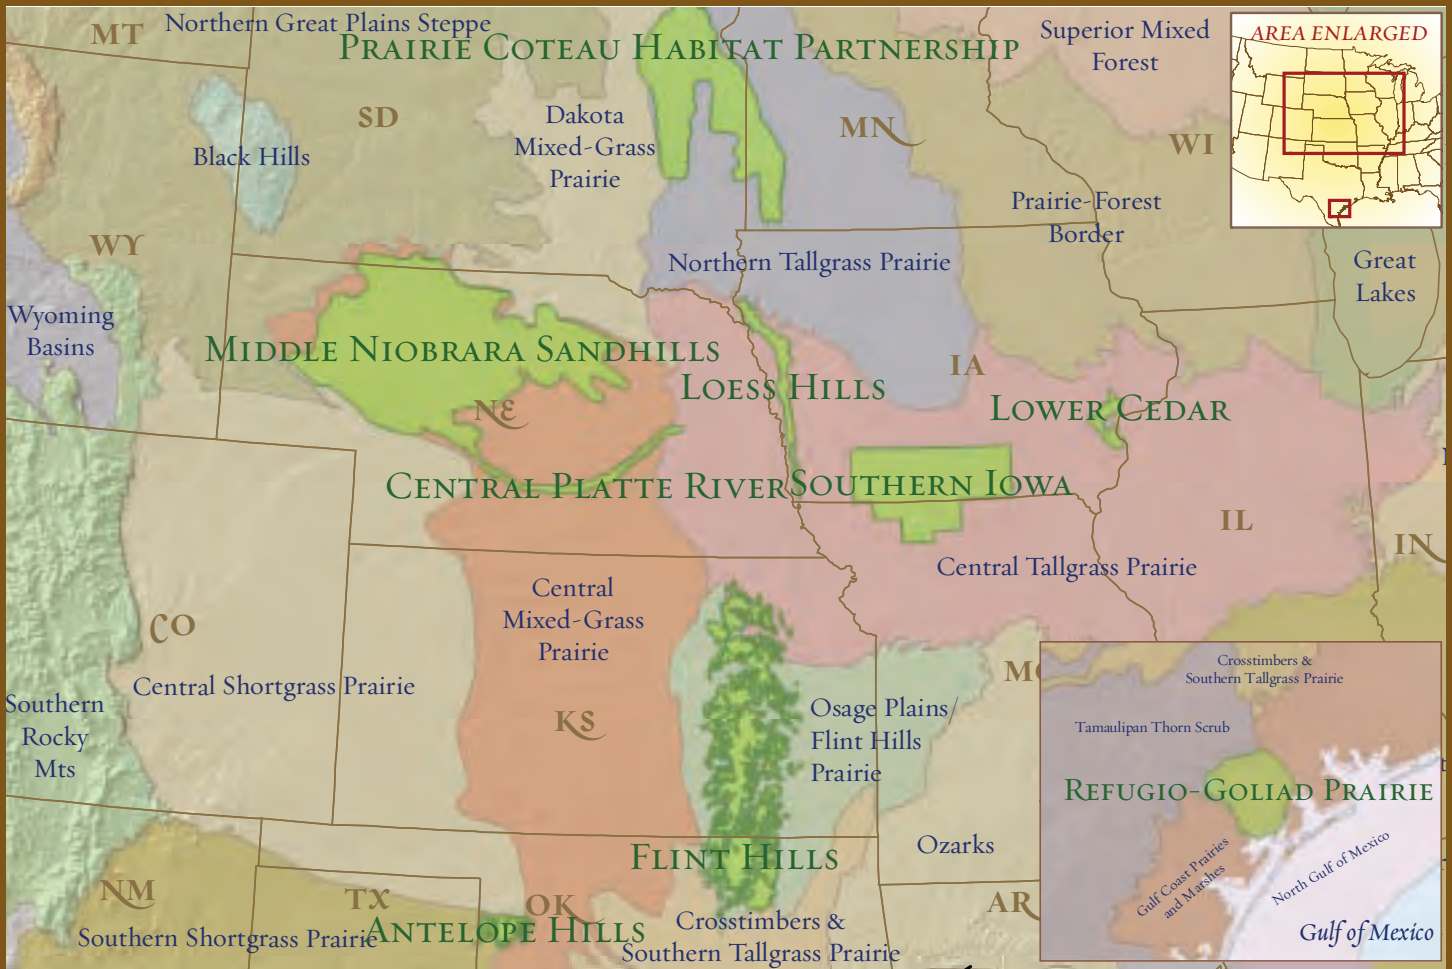 MT
Northern Great Plains Steppe
PRAIRIE COTEAU HABITAT PARTNERSHIP
Superior Mixed
Forest
AREA ENLARGED
SD
Dakota
Mixed-Grass
Prairie
MN
WI
Black Hills
Prairie-Forest
Border
WY
Northern Tallgrass Prairie
Great
Lakes
Wyoming
Basins
MIDDLE NIOBRARA SANDHILLS
LOESS HILLS
IA
LOWER CEDAR
NE
CENTRAL PLATTE RIVER
SOUTHERN IOWA
IL
IN
Central Tallgrass Prairie
Central
Mixed-Grass
Prairie
CO
Central Shortgrass Prairie
KS
Southern
Rocky
Mts
Osage Plains/
Flint Hills
Prairie
Ozarks
FLINT HILLS
NM
TX
OK
AR
Southern Shortgrass Prairie
ANTELOPE HILLS
Crosstimbers &
Southern Tallgrass Prairie
Crosstimbers &
Southern Tallgrass Prairie
Tamaulipan Thorn Scrub
REFUGIO-GOLIAD PRAIRIE
Gulf Coast Prairies
and Marshes
North Gulf of Mexico
Gulf of Mexico